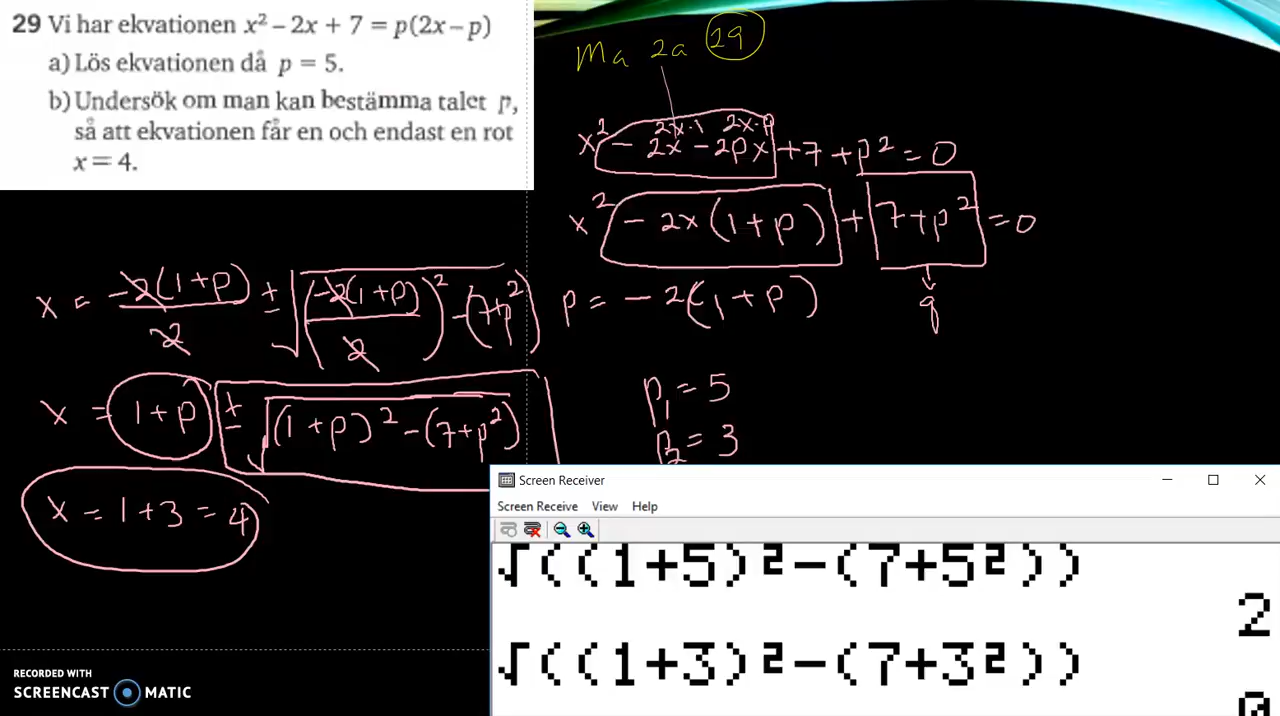 29 Vi har ekvationen x² – 2x + 7 = p(2x – p)
a) Lös ekvationen då p = 5.
b) Undersök om man kan bestämma talet p,
så att ekvationen får en och endast en rot
x = 4.
Ma 2a 29
2x·1 2x·p
x² - 2x - 2px + 7 + p² = 0
x² - 2x(1+p) + 7+p² = 0
p = -2(1+p)
q
x = -2(1+p)/2 ± √((-2(1+p)/2)² - (7+p²)
x = 1+p ± √(1+p)² - (7+p²)
x = 1+3 = 4
p₁ = 5
p₂ = 3
Screen Receiver
Screen Receive View Help
√((1+5)²-(7+5²))
2
√((1+3)²-(7+3²))
0
RECORDED WITH
SCREENCAST MATIC